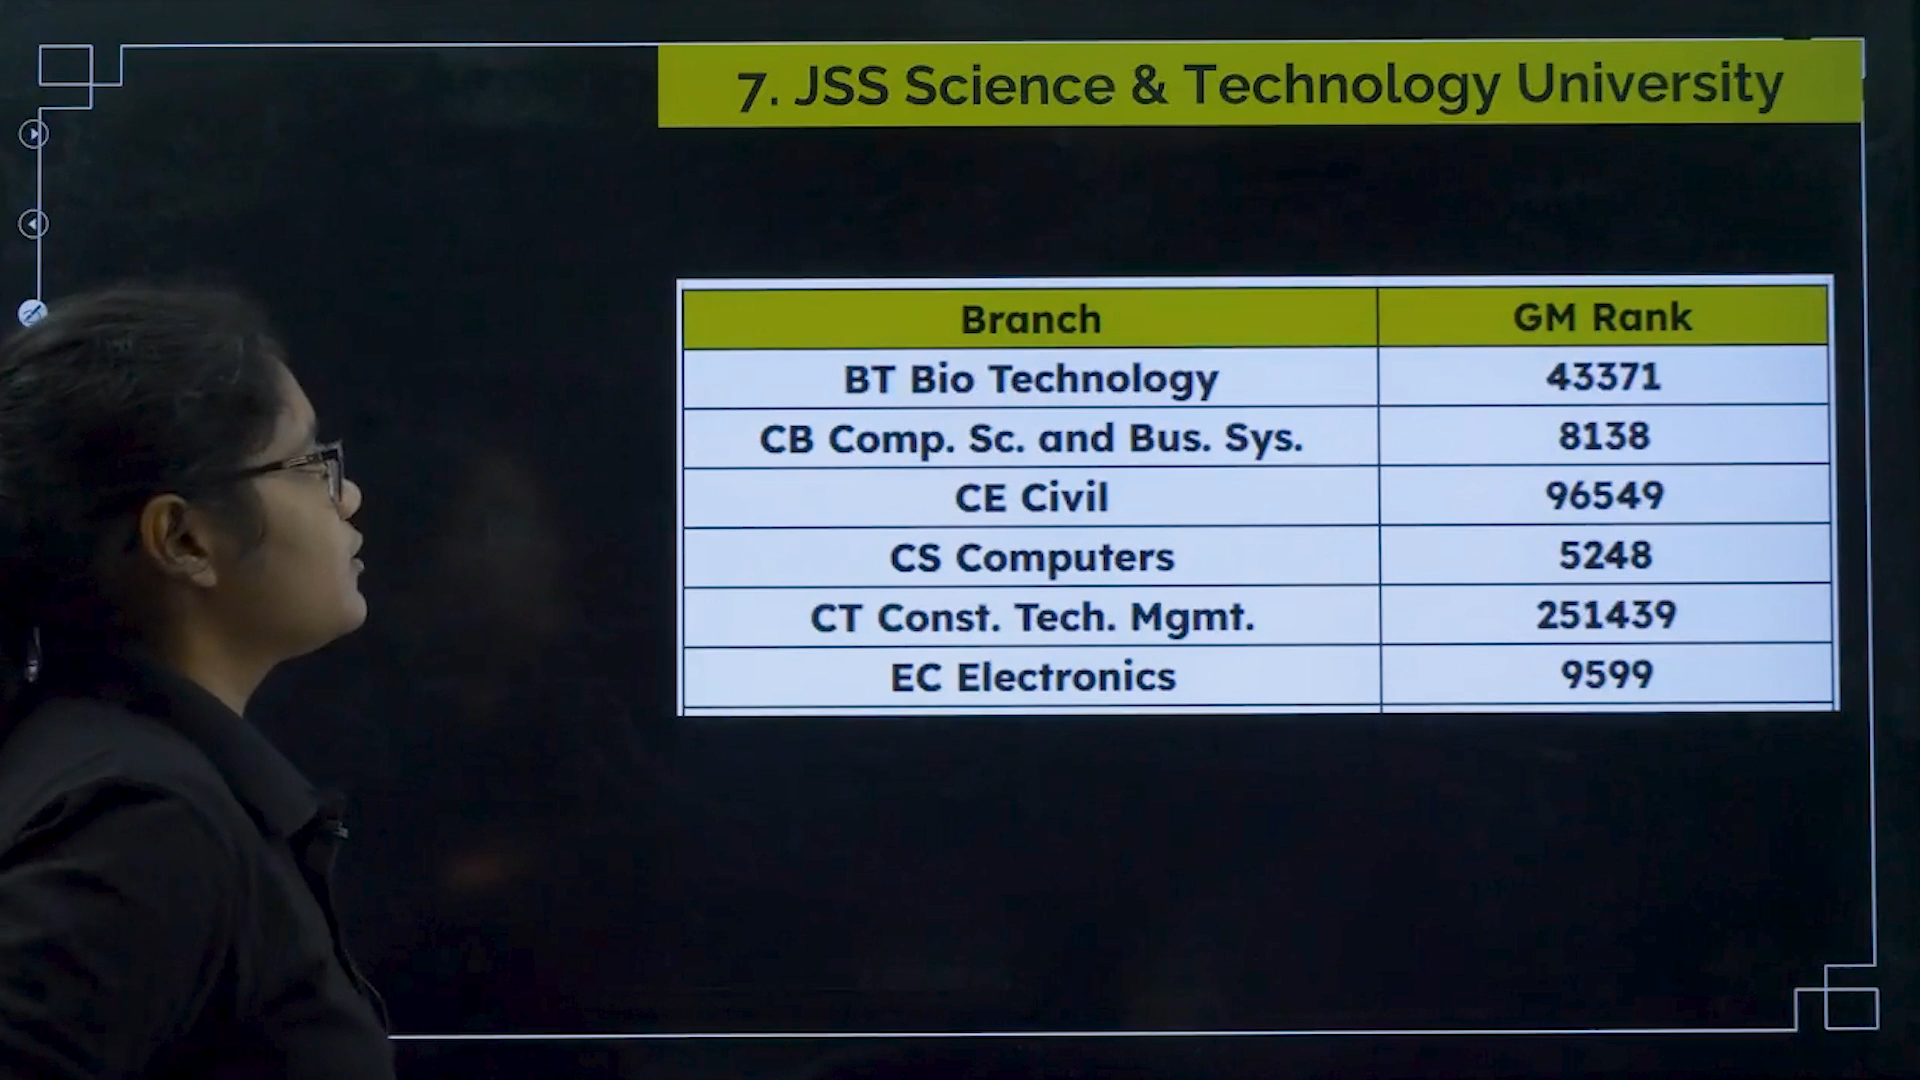 7. JSS Science & Technology University
Branch GM Rank
BT Bio Technology 43371
CB Comp. Sc. and Bus. Sys. 8138
CE Civil 96549
CS Computers 5248
CT Const. Tech. Mgmt. 251439
EC Electronics 9599